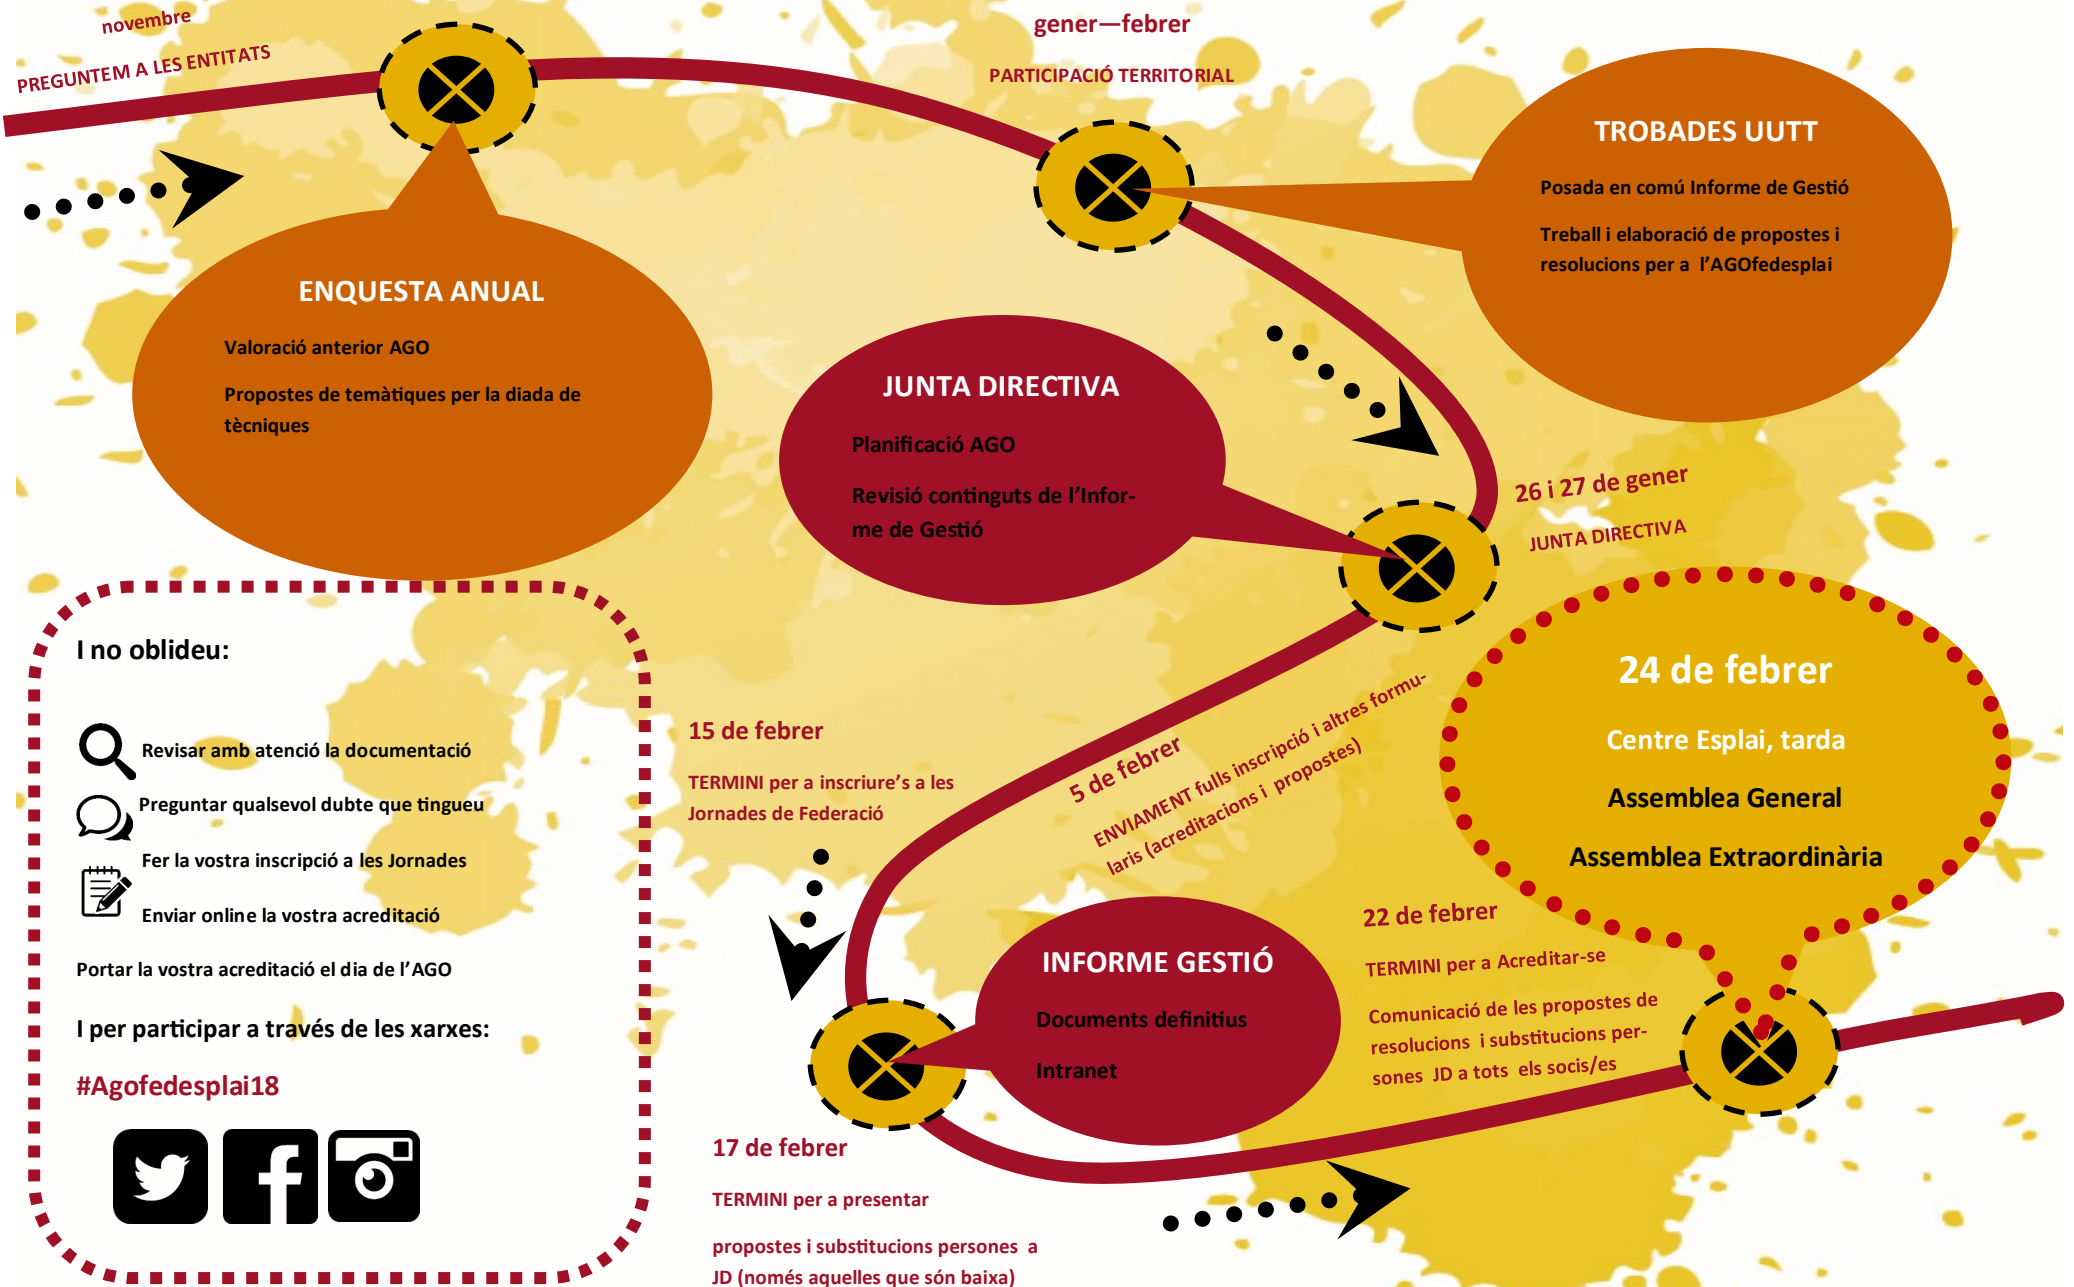 novembre
PREGUNTEM A LES ENTITATS
gener—febrer
PARTICIPACIÓ TERRITORIAL
TROBADES UUTT
Posada en comú Informe de Gestió
Treball i elaboració de propostes i
resolucions per a l'AGOfedesplai
ENQUESTA ANUAL
Valoració anterior AGO
Propostes de temàtiques per la diada de
tècniques
JUNTA DIRECTIVA
Planificació AGO
Revisió continguts de l'Infor-
me de Gestió
26 i 27 de gener
JUNTA DIRECTIVA
5 de febrer
ENVIAMENT fulls inscripció i altres formu-
laris (acreditacions i propostes)
15 de febrer
TERMINI per a inscriure's a les
Jornades de Federació
INFORME GESTIÓ
Documents definitius
Intranet
17 de febrer
TERMINI per a presentar
propostes i substitucions persones a
JD (només aquelles que són baixa)
22 de febrer
TERMINI per a Acreditar-se
Comunicació de les propostes de
resolucions i substitucions per-
sones JD a tots els socis/es
24 de febrer
Centre Esplai, tarda
Assemblea General
Assemblea Extraordinària
I no oblideu:
Revisar amb atenció la documentació
Preguntar qualsevol dubte que tingueu
Fer la vostra inscripció a les Jornades
Enviar online la vostra acreditació
Portar la vostra acreditació el dia de l'AGO
I per participar a través de les xarxes:
#Agofedesplai18